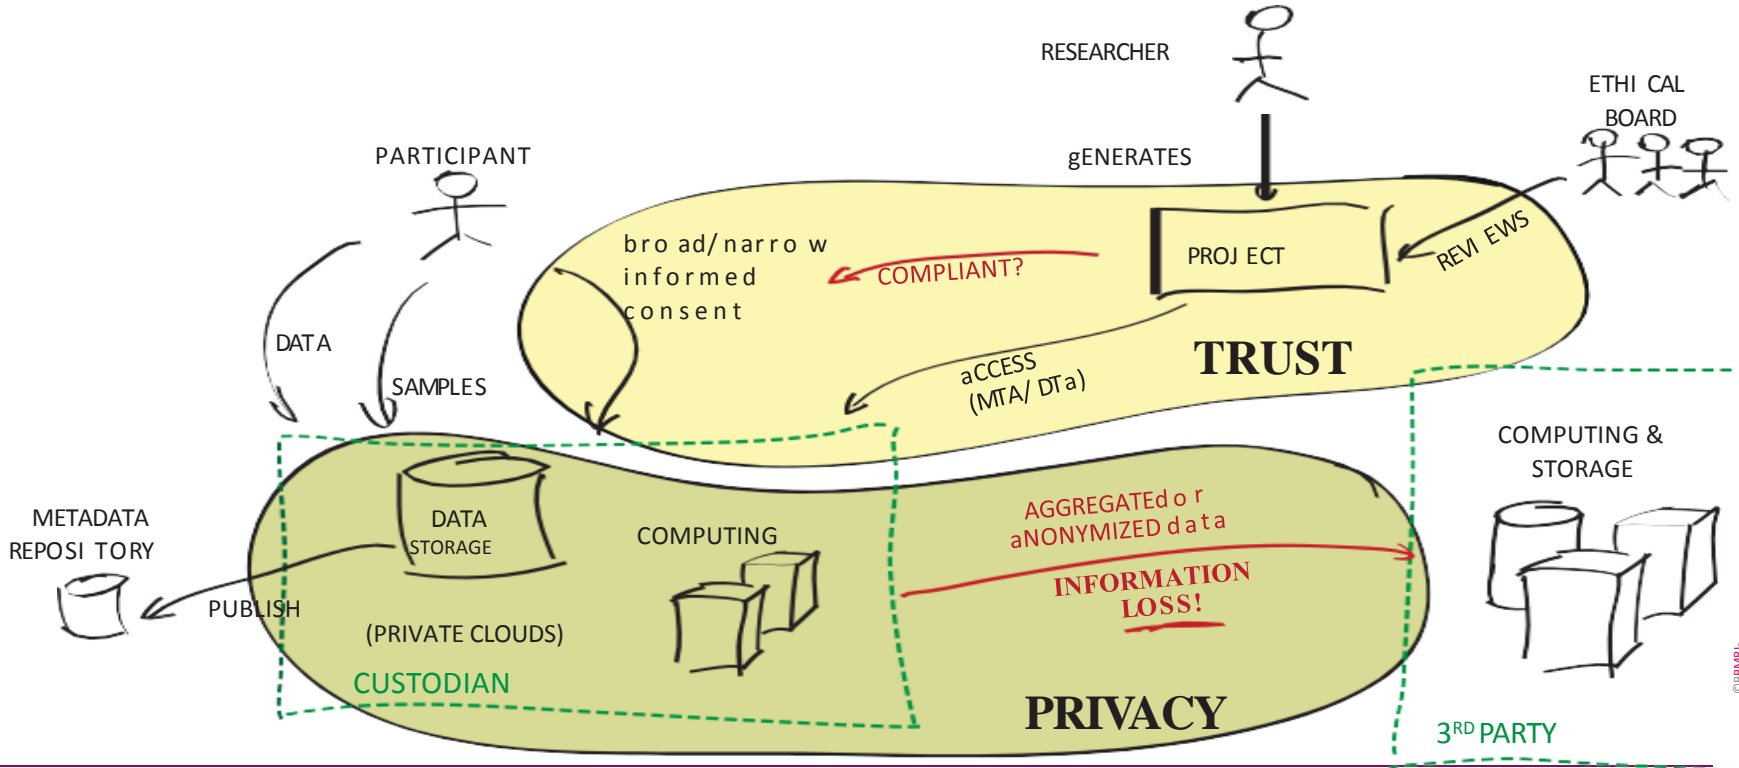 RESEARCHER
ETHI CAL
BOARD
PARTICIPANT
gENERATES
bro ad/narro w
informed
consent
COMPLIANT?
PROJ ECT
REVI EWS
DATA
SAMPLES
aCCESS
(MTA/ DTa)
TRUST
COMPUTING &
STORAGE
METADATA
REPOSI TORY
DATA
STORAGE
COMPUTING
AGGREGATEd o r
aNONYMIZED data
INFORMATION
LOSS!
PUBLISH
(PRIVATE CLOUDS)
CUSTODIAN
PRIVACY
3RD PARTY